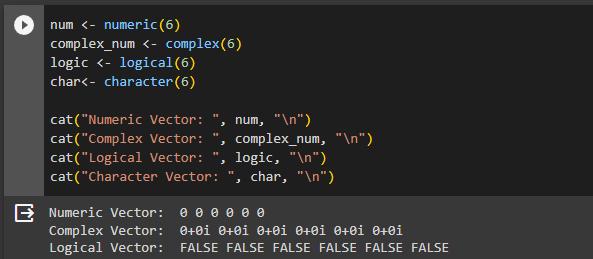 num <- numeric(6)
complex_num <- complex(6)
logic <- logical(6)
char<- character(6)
cat("Numeric Vector: ", num, "\n")
cat("Complex Vector: ", complex_num, "\n")
cat("Logical Vector: ", logic, "\n")
cat("Character Vector: ", char, "\n")
Numeric Vector:  0 0 0 0 0 0
Complex Vector:  0+0i 0+0i 0+0i 0+0i 0+0i 0+0i
Logical Vector:  FALSE FALSE FALSE FALSE FALSE FALSE